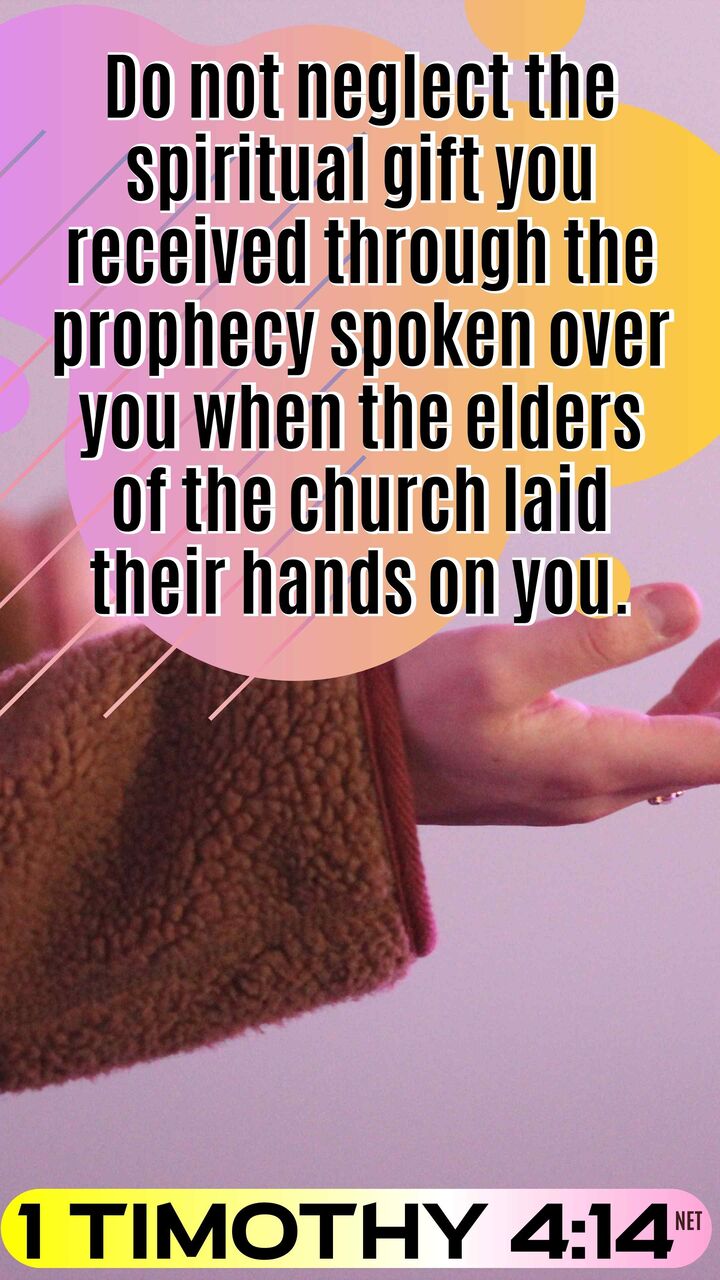 Do not neglect the
spiritual gift you
received through the
prophecy spoken over
you when the elders
of the church laid
their hands on you.
1 TIMOTHY 4:14 NET